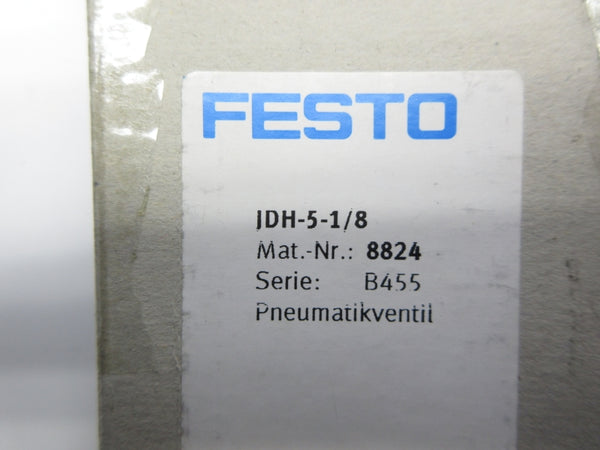 FESTO
JDH-5-1/8
Mat.-Nr.: 8824
Serie: B455
Pneumatikventil